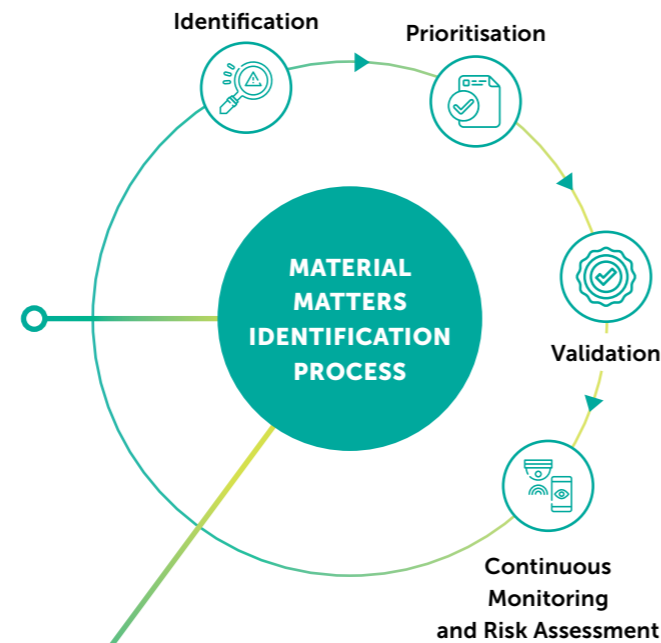 Identification
Prioritisation
MATERIAL
MATTERS
IDENTIFICATION
PROCESS
Validation
Continuous
Monitoring
and Risk Assessment